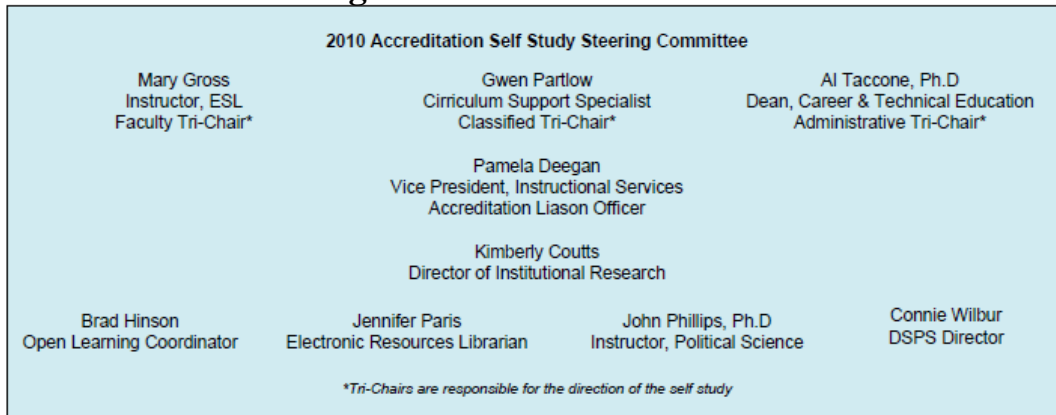 2010 Accreditation Self Study Steering Committee
Mary Gross
Instructor, ESL
Faculty Tri-Chair*
Gwen Partlow
Cirriculum Support Specialist
Classified Tri-Chair*
Al Taccone, Ph.D
Dean, Career & Technical Education
Administrative Tri-Chair*
Pamela Deegan
Vice President, Instructional Services
Accreditation Liason Officer
Kimberly Coutts
Director of Institutional Research
Brad Hinson
Open Learning Coordinator
Jennifer Paris
Electronic Resources Librarian
John Phillips, Ph.D
Instructor, Political Science
Connie Wilbur
DSPS Director
*Tri-Chairs are responsible for the direction of the self study